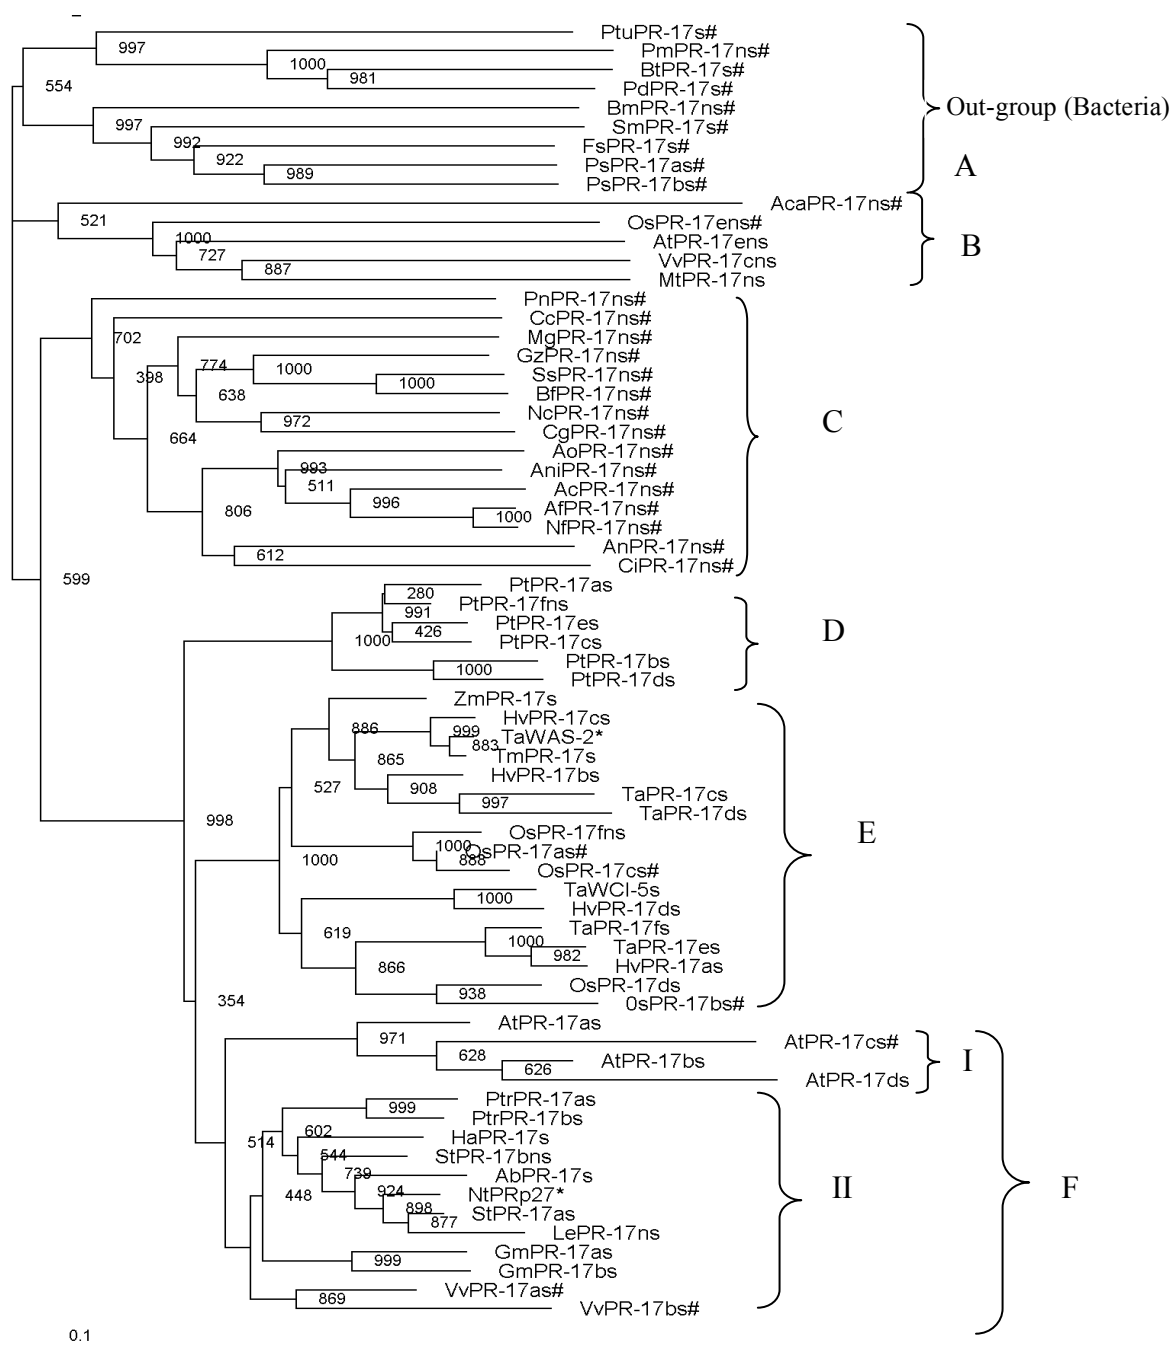 PtuPR-17s#
997
PmPR-17ns#
1000
BtPR-17s#
981
554
PdPR-17s#
BmPR-17ns#
Out-group (Bacteria)
997
SmPR-17s#
992
FsPR-17s#
922
PsPR-17as#
A
989
PsPR-17bs#
AcaPR-17ns#
521
OsPR-17ens#
1000
AtPR-17ens
B
727
VvPR-17cns
887
MtPR-17ns
PnPR-17ns#
CcPR-17ns#
702
MgPR-17ns#
GzPR-17ns#
774
1000
398
SsPR-17ns#
1000
638
BfPR-17ns#
NcPR-17ns#
972
C
664
CgPR-17ns#
AoPR-17ns#
993
AniPR-17ns#
511
AcPR-17ns#
996
806
AfPR-17ns#
1000
NfPR-17ns#
AnPR-17ns#
612
CiPR-17ns#
599
PtPR-17as
280
PtPR-17fns
991
PtPR-17es
426
D
1000
PtPR-17cs
PtPR-17bs
1000
PtPR-17ds
ZmPR-17s
HvPR-17cs
886
999
TaWAS-2*
883
865
TmPR-17s
HvPR-17bs
527
908
TaPR-17cs
997
TaPR-17ds
998
OsPR-17fns
E
1000
OsPR-17as#
1000
888
OsPR-17cs#
TaWCI-5s
1000
HvPR-17ds
619
TaPR-17fs
1000
TaPR-17es
982
866
HvPR-17as
OsPR-17ds
938
354
0sPR-17bs#
AtPR-17as
971
AtPR-17cs#
628
AtPR-17bs
I
626
AtPR-17ds
PtrPR-17as
999
PtrPR-17bs
602
HaPR-17s
514
544
StPR-17bns
739
AbPR-17s
448
924
NtPRp27*
II
F
898
StPR-17as
877
LePR-17ns
GmPR-17as
999
GmPR-17bs
VvPR-17as#
869
VvPR-17bs#
0.1